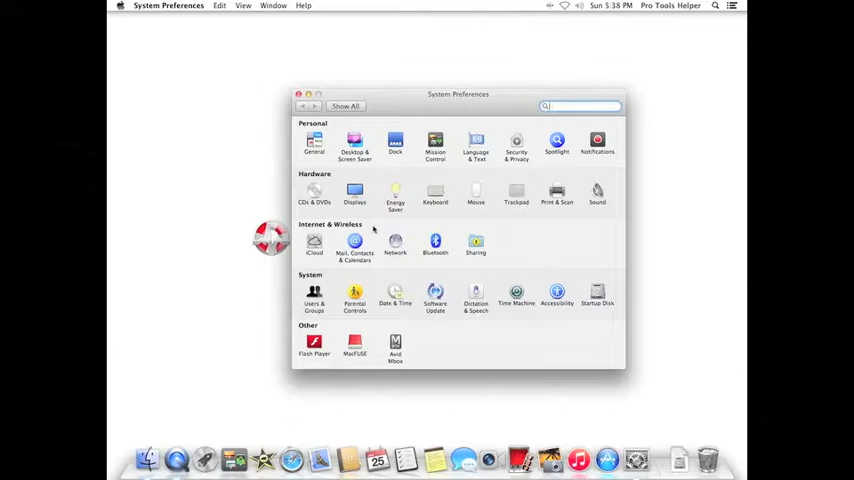 System Preferences Edit View Window Help Sun 5:38 PM Pro Tools Helper
System Preferences
Show All
Personal
General Desktop & Screen Saver Dock Mission Control Language & Text Security & Privacy Spotlight Notifications
Hardware
CDs & DVDs Displays Energy Saver Keyboard Mouse Trackpad Print & Scan Sound
Internet & Wireless
iCloud Mail, Contacts & Calendars Network Bluetooth Sharing
System
Users & Groups Parental Controls Date & Time Software Update Dictation & Speech Time Machine Accessibility Startup Disk
Other
Flash Player MacFUSE Avid Mbox
25